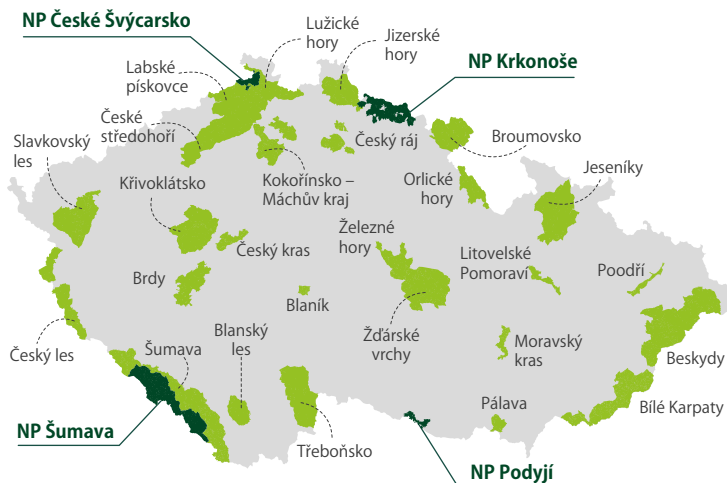 NP České Švýcarsko
Lužické
hory
Jizerské
hory
NP Krkonoše
Labské
pískovce
České
středohoří
Slavkovský
les
Křivoklátsko
Kokořínsko –
Máchův kraj
Český ráj
Broumovsko
Orlické
hory
Jeseníky
Český kras
Železné
hory
Litovelské
Pomoraví
Poodří
Brdy
Blaník
Žďárské
vrchy
Moravský
kras
Beskydy
Český les
Šumava
Blanský
les
Pálava
Bílé Karpaty
NP Šumava
Třeboňsko
NP Podyjí